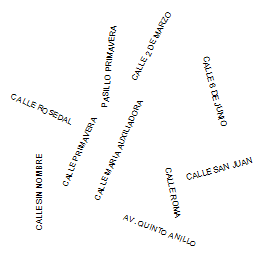 CALLE 2 DE MARZO
PASILLO PRIMAVERA
CALLE 6 DE JUNIO
CALLE ROSEDAL
CALLE PRIMAVERA
CALLE MARIA AUXILIADORA
CALLE SIN NOMBRE
CALLE ROMA
CALLE SAN JUAN
AV. QUINTO ANILLO